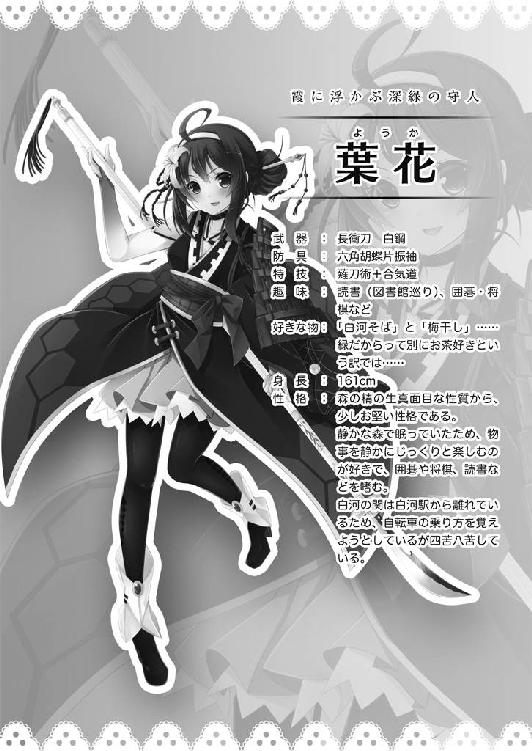 霞に浮かぶ深緑の守人
ようか
葉花
武器：長術刀　白鋼
防具：六角胡蝶片振袖
特技：薙刀術＋合気道
趣味：読書（図書館巡り）、囲碁・将
棋など
好きな物：「白河そば」と「梅干し」……
緑だからって別にお茶好きとい
う訳では……
身長：161cm
性格：森の精の生真面目な性質から、
少しお堅い性格である。
静かな森で眠っていたため、物
事を静かにじっくりと楽しむの
が好きで、囲碁や将棋、読書な
どを嗜む。
白河の関は白河駅から離れてい
るため、自転車の乗り方を覚え
ようとしているが四苦八苦して
いる。